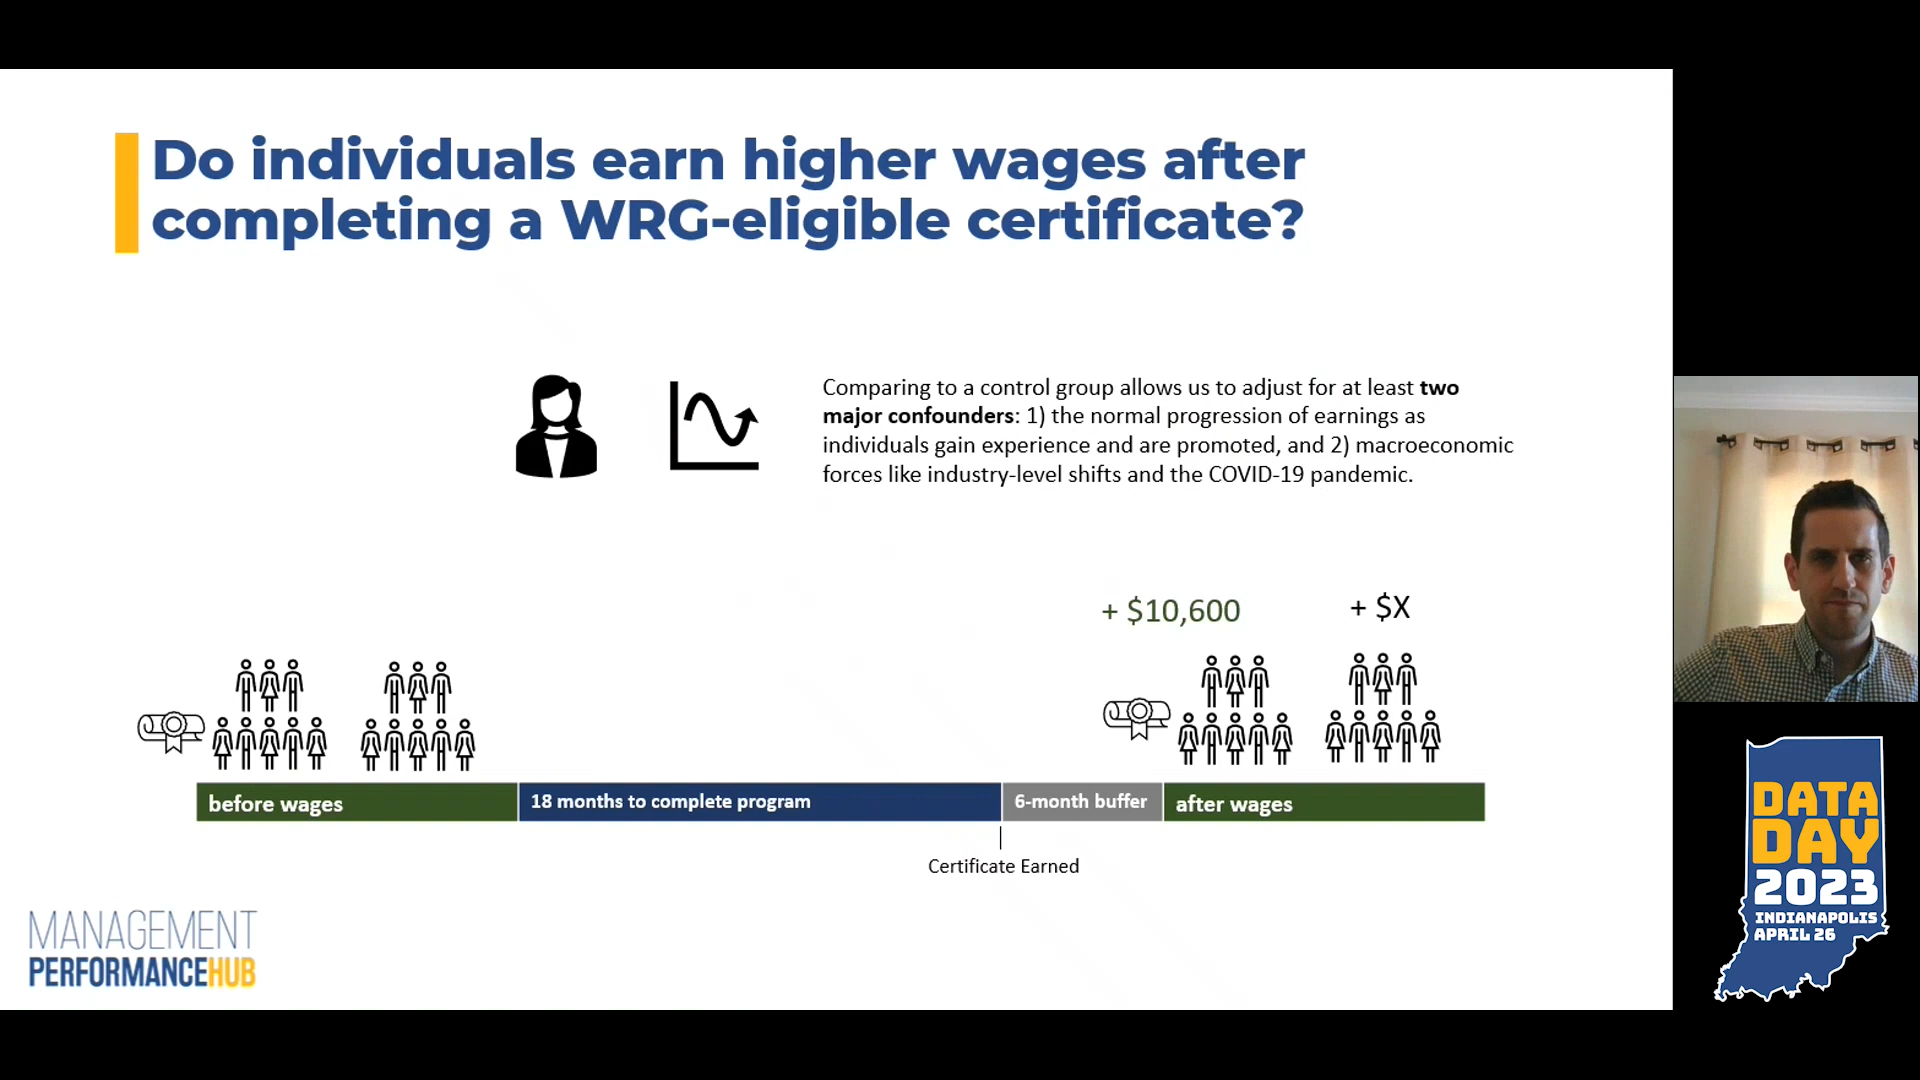 Do individuals earn higher wages after
completing a WRG-eligible certificate?
Comparing to a control group allows us to adjust for at least two
major confounders: 1) the normal progression of earnings as
individuals gain experience and are promoted, and 2) macroeconomic
forces like industry-level shifts and the COVID-19 pandemic.
+ $10,600
+ $X
before wages
18 months to complete program
6-month buffer
after wages
Certificate Earned
MANAGEMENT
PERFORMANCEHUB
DATA
DAY
2023
INDIANAPOLIS
APRIL 26